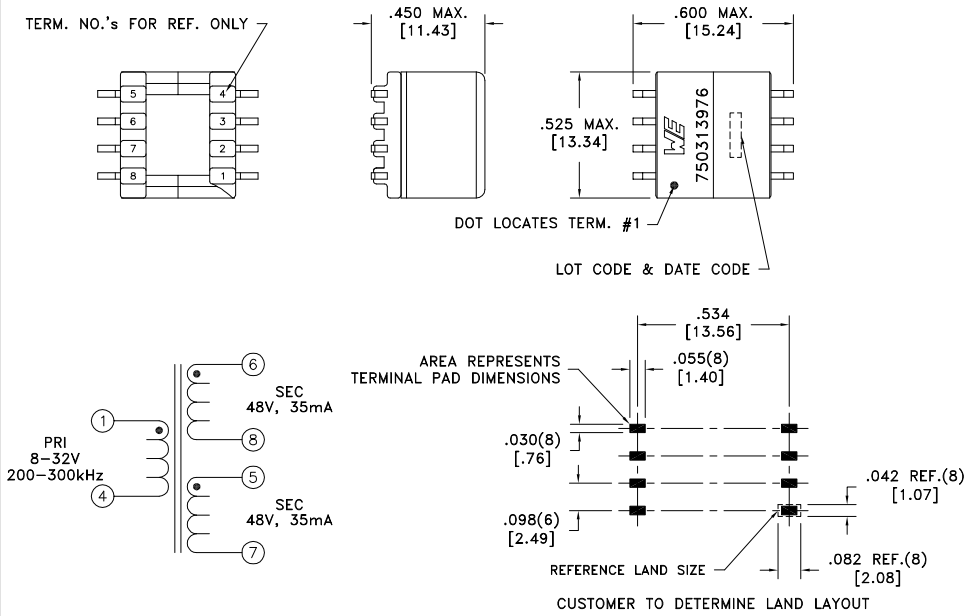 TERM. NO.'s FOR REF. ONLY
5
4
6
3
7
2
8
1
.450 MAX.
[11.43]
.600 MAX.
[15.24]
.525 MAX.
[13.34]
WE
750313976
DOT LOCATES TERM. #1
LOT CODE & DATE CODE
1
PRI
8-32V
200-300kHz
4
6
SEC
48V, 35mA
8
5
SEC
48V, 35mA
7
.534
[13.56]
AREA REPRESENTS
TERMINAL PAD DIMENSIONS
.055(8)
[1.40]
.030(8)
[.76]
.098(6)
[2.49]
.042 REF.(8)
[1.07]
.082 REF.(8)
[2.08]
REFERENCE LAND SIZE
CUSTOMER TO DETERMINE LAND LAYOUT